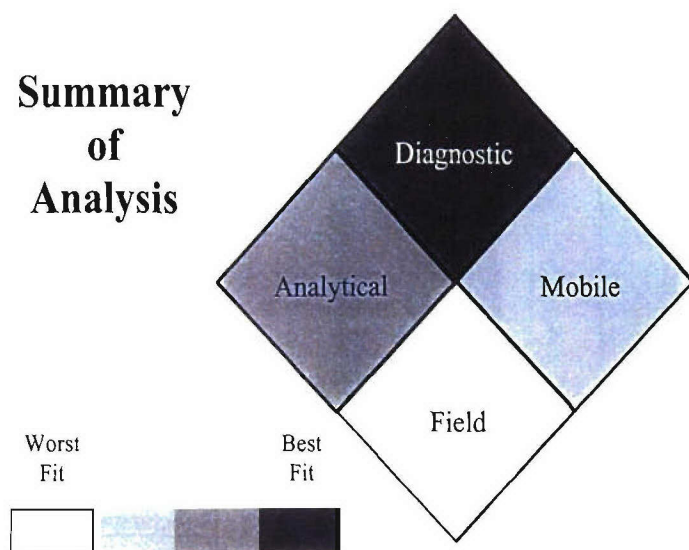 Summary
of
Analysis
Diagnostic
Analytical
Mobile
Field
Worst
Fit
Best
Fit